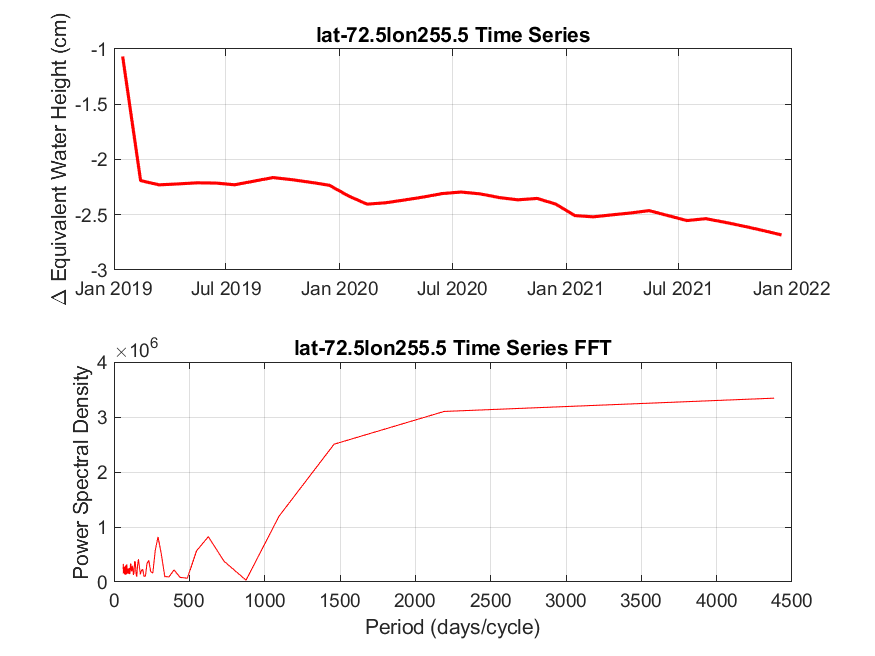 lat-72.5lon255.5 Time Series
Δ Equivalent Water Height (cm)
-1
-1.5
-2
-2.5
-3
Jan 2019 Jul 2019 Jan 2020 Jul 2020 Jan 2021 Jul 2021 Jan 2022
lat-72.5lon255.5 Time Series FFT
×10⁶
Power Spectral Density
4
3
2
1
0
0 500 1000 1500 2000 2500 3000 3500 4000 4500
Period (days/cycle)